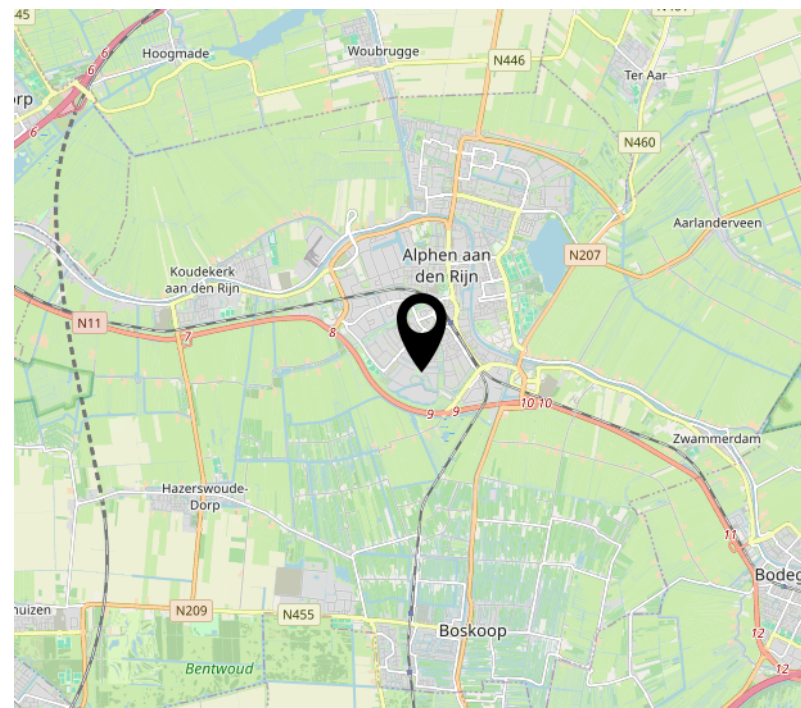 45
Hoogmade
Woubrugge
N446
6
Ter Aar
orp
6
6
N460
Aarlanderveen
Alphen aan
den Rijn
N207
Koudekerk
aan den Rijn
N11
7
8
9
9
10
10
Zwammerdam
Hazerswoude-
Dorp
11
Bodeg
huizen
N209
N455
Boskoop
12
12
Bentwoud